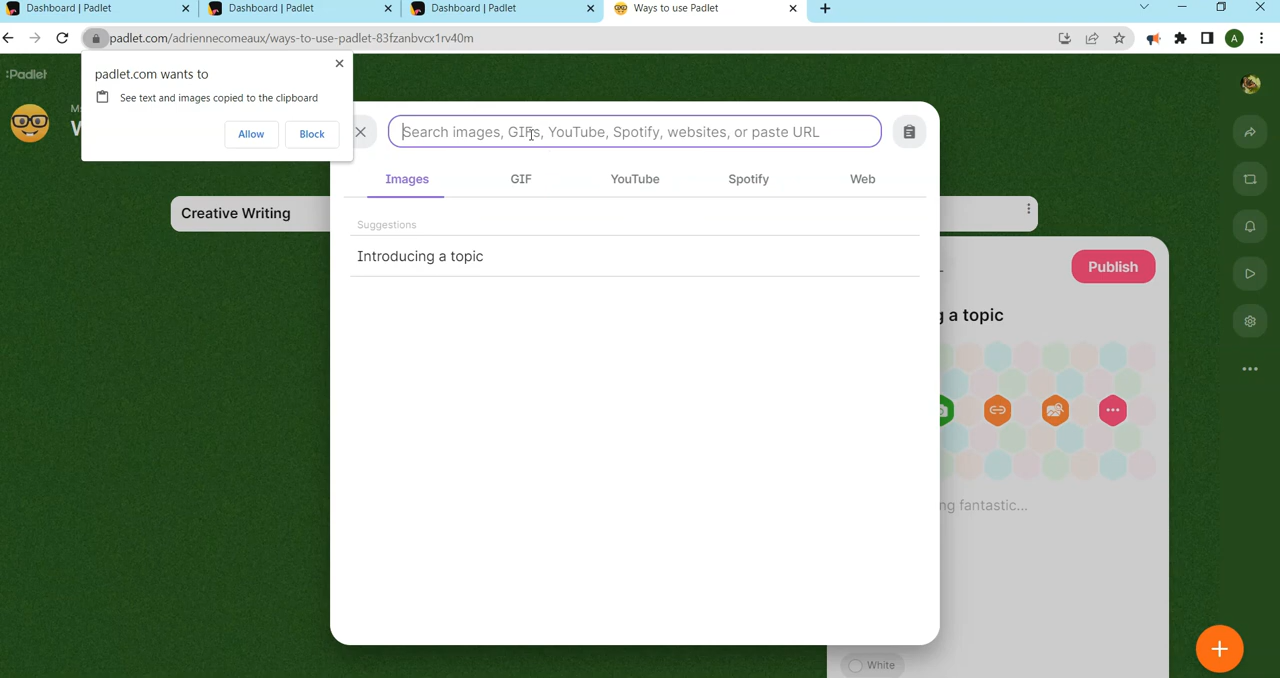 Dashboard | Padlet
Dashboard | Padlet
Dashboard | Padlet
Ways to use Padlet
padlet.com/adriennecomeaux/ways-to-use-padlet-83fzanbvcx1rv40m
A
:Padlet
padlet.com wants to
See text and images copied to the clipboard
Allow
Block
Search images, GIFs, YouTube, Spotify, websites, or paste URL
Images
GIF
YouTube
Spotify
Web
Creative Writing
Suggestions
Introducing a topic
Publish
g a topic
ng fantastic...
White